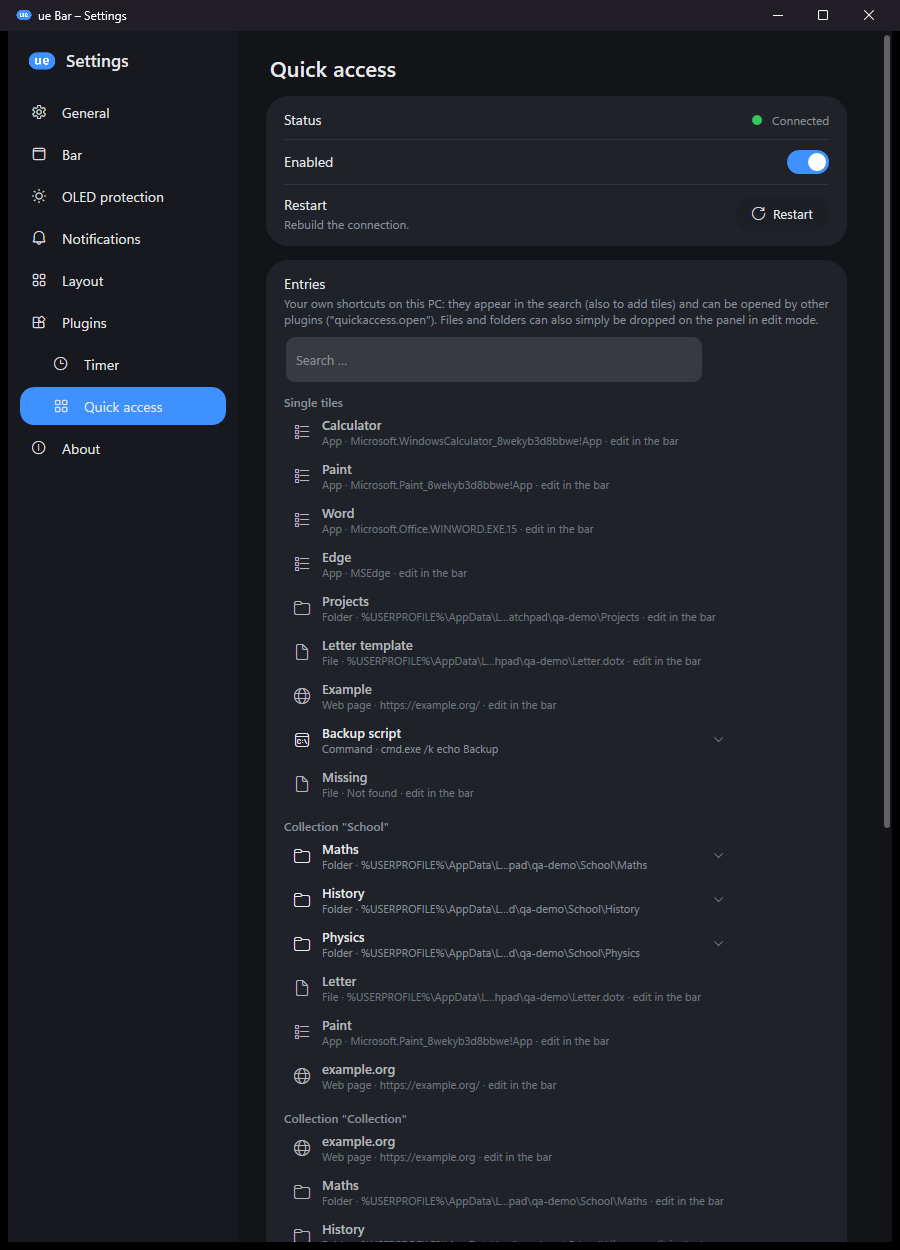 ue ue Bar – Settings
ue Settings
General
Bar
OLED protection
Notifications
Layout
Plugins
Timer
Quick access
About
Quick access
Status
Connected
Enabled
Restart
Rebuild the connection.
Restart
Entries
Your own shortcuts on this PC: they appear in the search (also to add tiles) and can be opened by other
plugins ("quickaccess.open"). Files and folders can also simply be dropped on the panel in edit mode.
Search ...
Single tiles
Calculator
App · Microsoft.WindowsCalculator_8wekyb3d8bbwe!App · edit in the bar
Paint
App · Microsoft.Paint_8wekyb3d8bbwe!App · edit in the bar
Word
App · Microsoft.Office.WINWORD.EXE.15 · edit in the bar
Edge
App · MSEdge · edit in the bar
Projects
Folder · %USERPROFILE%\AppData\L...atchpad\qa-demo\Projects · edit in the bar
Letter template
File · %USERPROFILE%\AppData\L...hpad\qa-demo\Letter.dotx · edit in the bar
Example
Web page · https://example.org/ · edit in the bar
Backup script
Command · cmd.exe /k echo Backup
Missing
File · Not found · edit in the bar
Collection "School"
Maths
Folder · %USERPROFILE%\AppData\L...pad\qa-demo\School\Maths
History
Folder · %USERPROFILE%\AppData\L...d\qa-demo\School\History
Physics
Folder · %USERPROFILE%\AppData\L...d\qa-demo\School\Physics
Letter
File · %USERPROFILE%\AppData\L...hpad\qa-demo\Letter.dotx · edit in the bar
Paint
App · Microsoft.Paint_8wekyb3d8bbwe!App · edit in the bar
example.org
Web page · https://example.org/ · edit in the bar
Collection "Collection"
example.org
Web page · https://example.org · edit in the bar
Maths
Folder · %USERPROFILE%\AppData\L...pad\qa-demo\School\Maths · edit in the bar
History